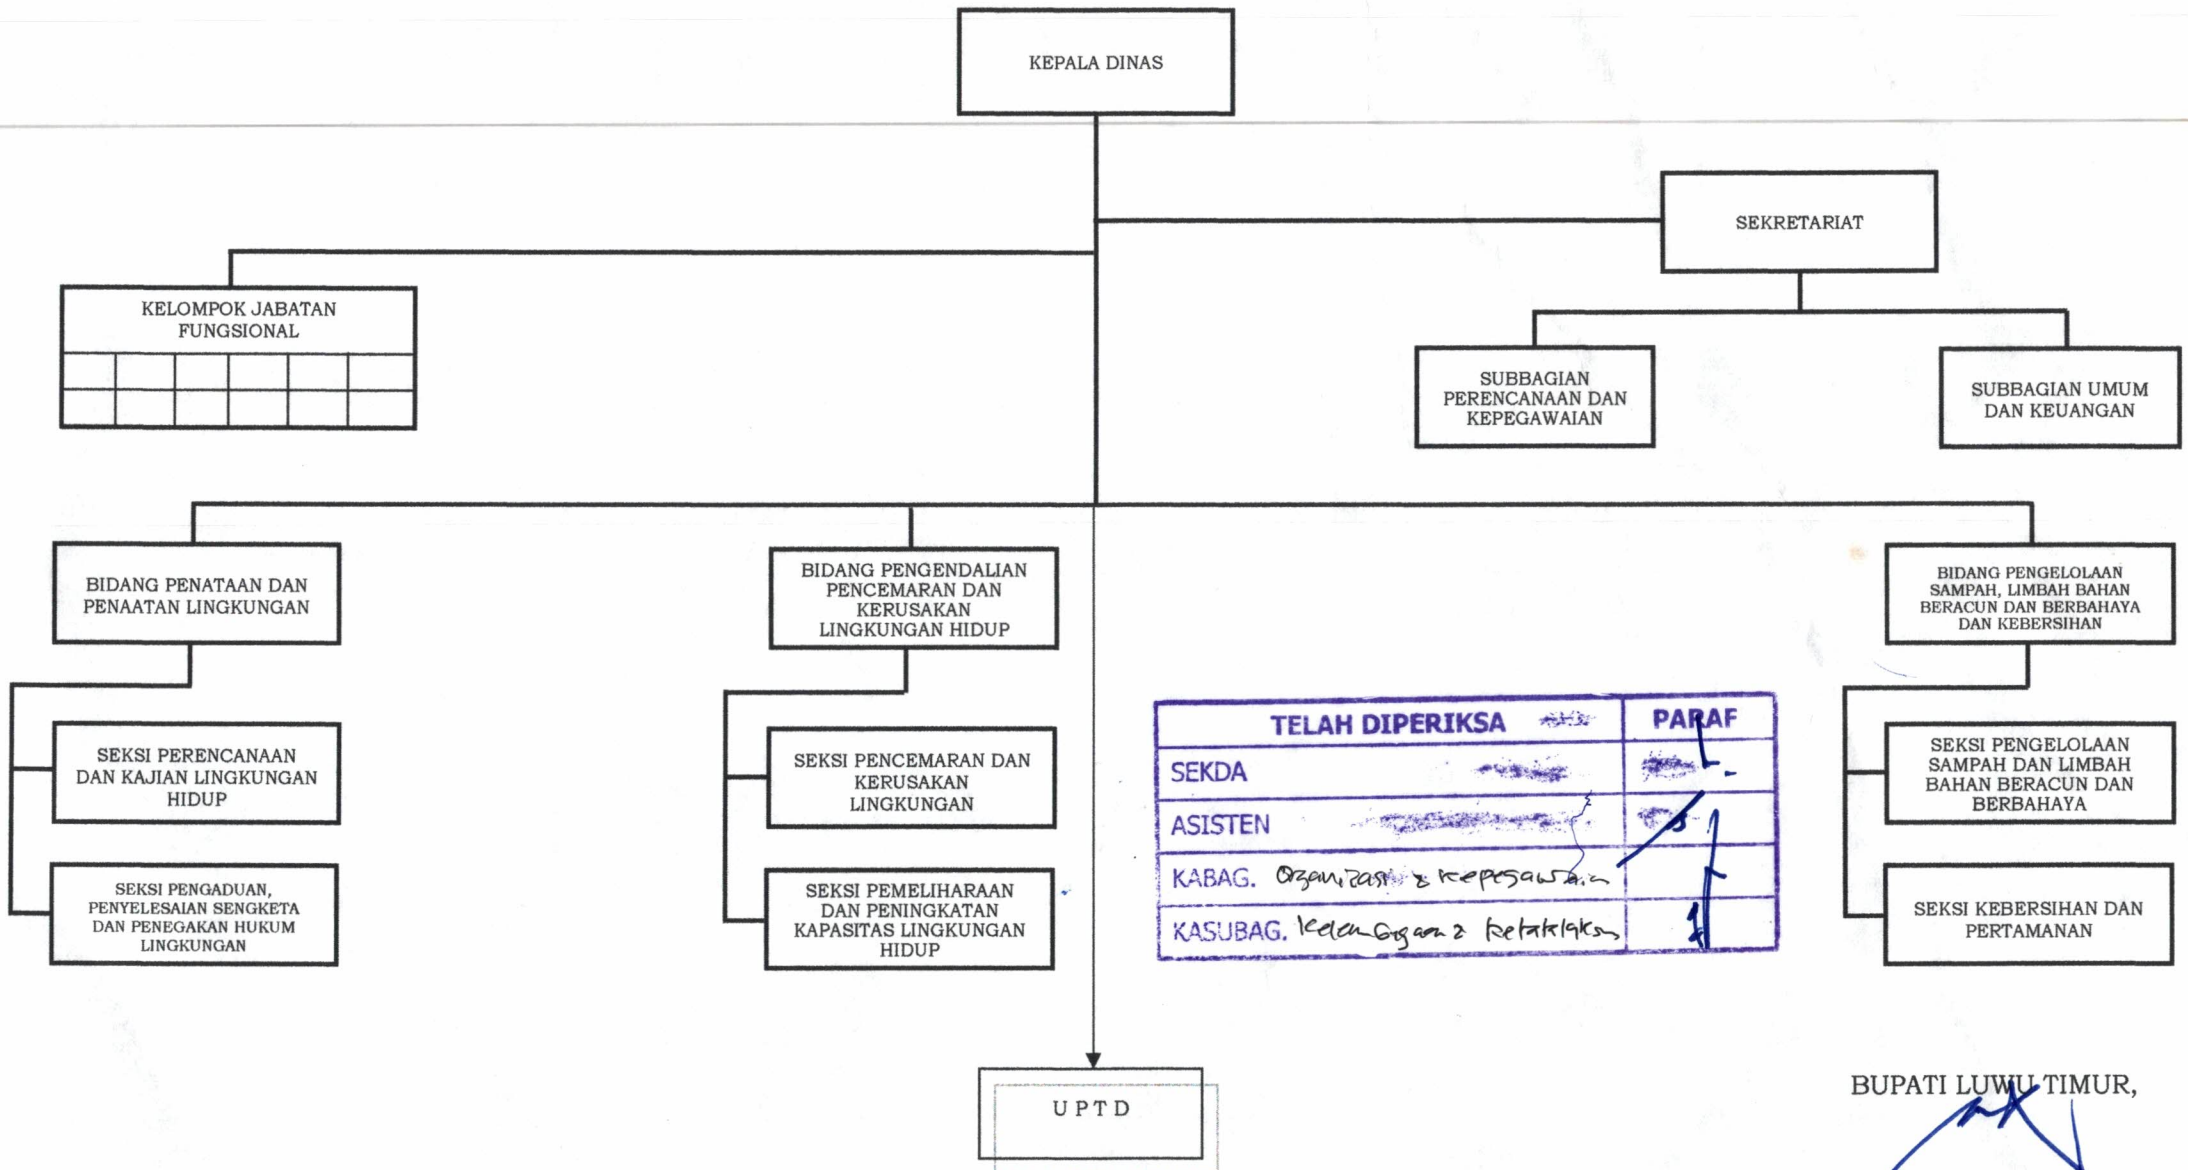 KEPALA DINAS
SEKRETARIAT
KELOMPOK JABATAN
FUNGSIONAL
SUBBAGIAN
PERENCANAAN DAN
KEPEGAWAIAN
SUBBAGIAN UMUM
DAN KEUANGAN
BIDANG PENATAAN DAN
PENAATAN LINGKUNGAN
BIDANG PENGENDALIAN
PENCEMARAN DAN
KERUSAKAN
LINGKUNGAN HIDUP
BIDANG PENGELOLAAN
SAMPAH, LIMBAH BAHAN
BERACUN DAN BERBAHAYA
DAN KEBERSIHAN
SEKSI PERENCANAAN
DAN KAJIAN LINGKUNGAN
HIDUP
SEKSI PENCEMARAN DAN
KERUSAKAN
LINGKUNGAN
SEKSI PENGELOLAAN
SAMPAH DAN LIMBAH
BAHAN BERACUN DAN
BERBAHAYA
SEKSI PENGADUAN,
PENYELESAIAN SENGKETA
DAN PENEGAKAN HUKUM
LINGKUNGAN
SEKSI PEMELIHARAAN
DAN PENINGKATAN
KAPASITAS LINGKUNGAN
HIDUP
SEKSI KEBERSIHAN DAN
PERTAMANAN
TELAH DIPERIKSA PARAF
SEKDA
ASISTEN
KABAG. Organisasi & Kepegawaian
KASUBAG.
UPTD
BUPATI LUWU TIMUR,